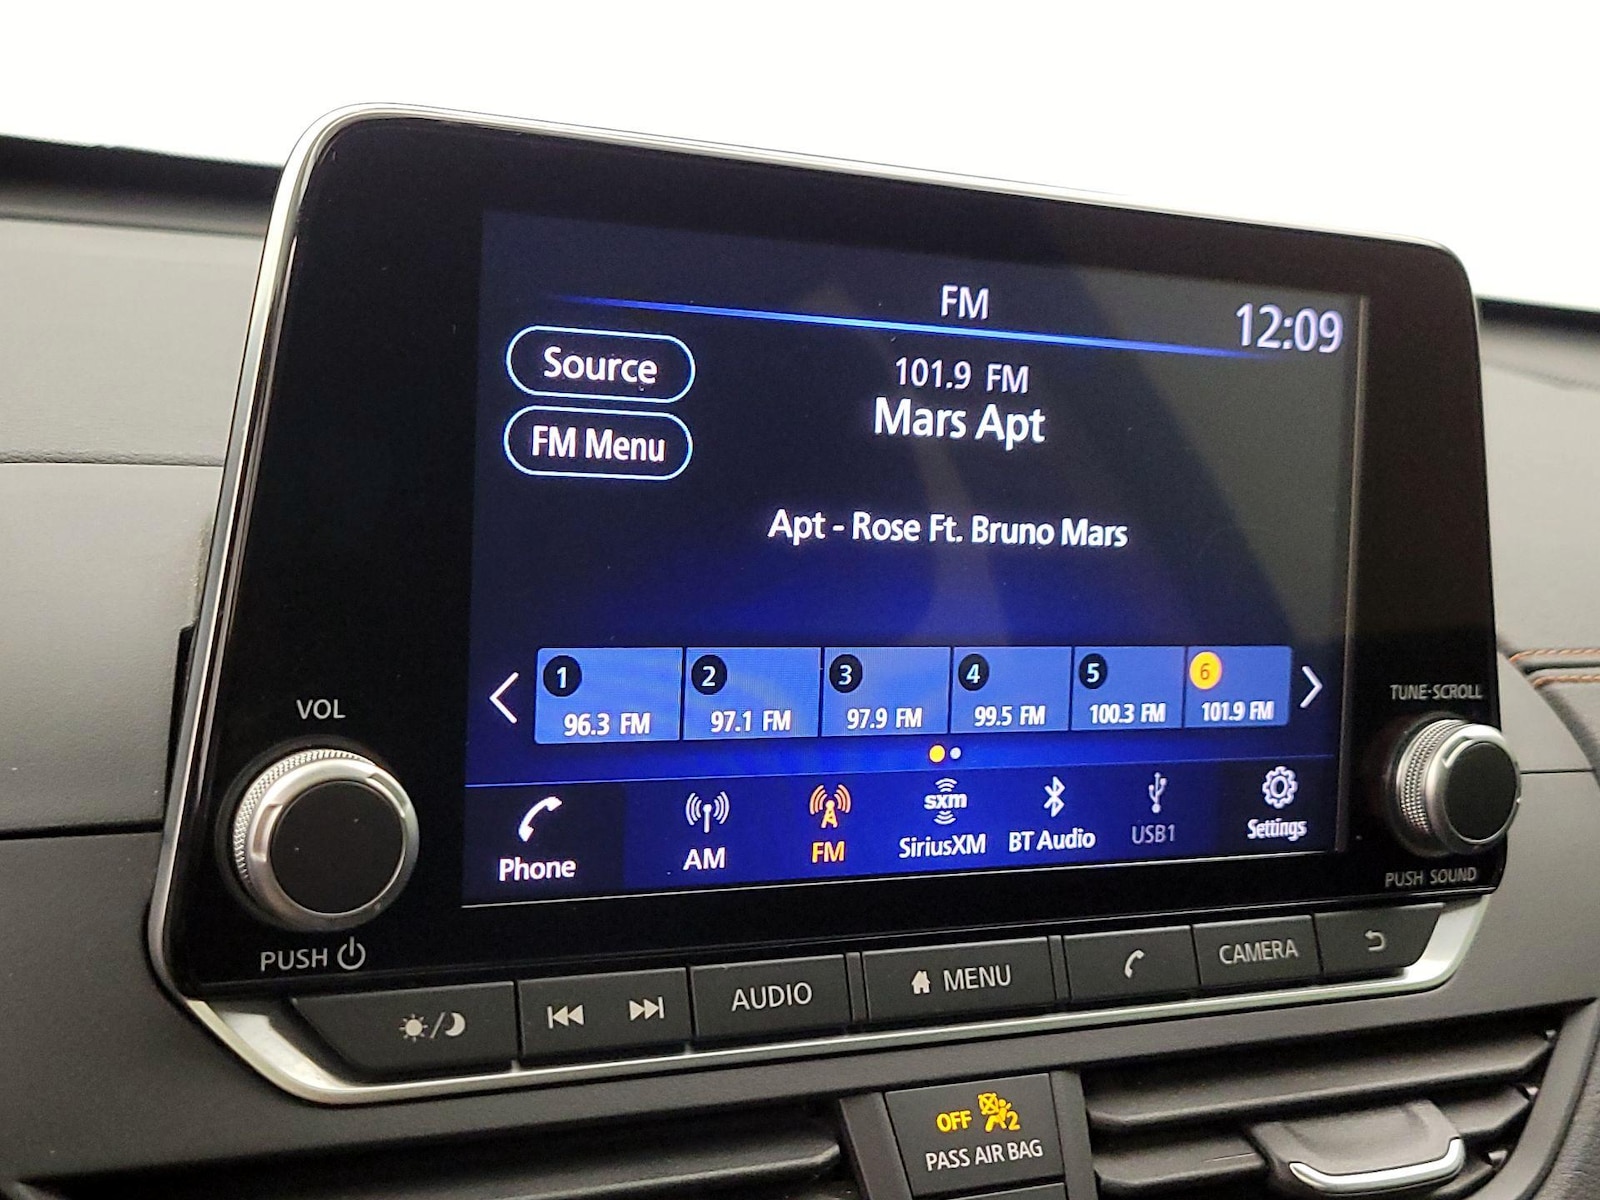 FM
12:09
Source
101.9 FM
Mars Apt
FM Menu
Apt - Rose Ft. Bruno Mars
1
2
3
4
5
6
96.3 FM
97.1 FM
97.9 FM
99.5 FM
100.3 FM
101.9 FM
VOL
TUNE·SCROLL
Phone
AM
FM
sxm
SiriusXM
BT Audio
USB1
Settings
PUSH
PUSH SOUND
AUDIO
MENU
CAMERA
OFF
2
PASS AIR BAG